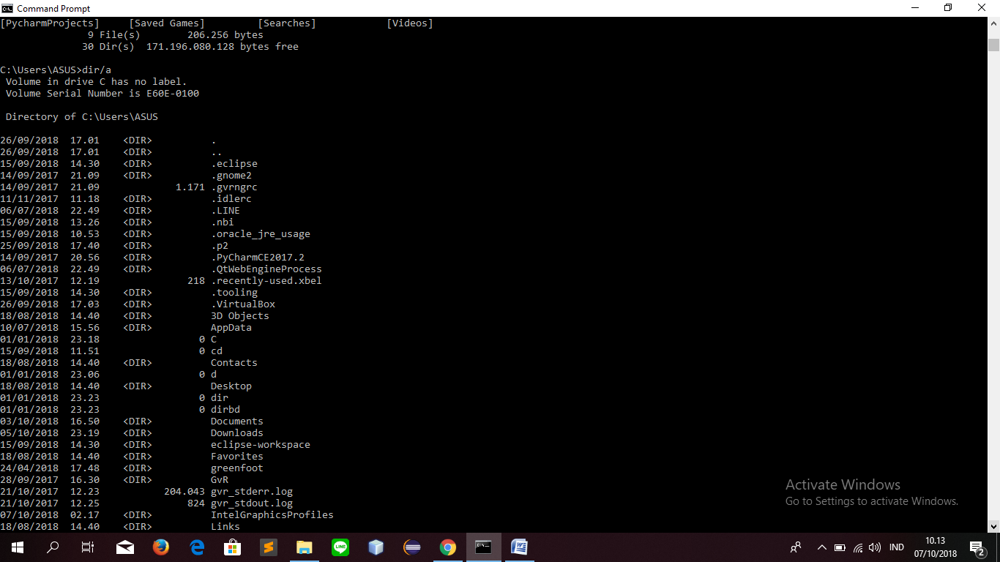 Command Prompt
[PycharmProjects]     [Saved Games]         [Searches]            [Videos]
               9 File(s)        206.256 bytes
              30 Dir(s)  171.196.080.128 bytes free
C:\Users\ASUS>dir/a
 Volume in drive C has no label.
 Volume Serial Number is E60E-0100
 Directory of C:\Users\ASUS
26/09/2018  17.01    <DIR>          .
26/09/2018  17.01    <DIR>          ..
15/09/2018  14.30    <DIR>          .eclipse
14/09/2017  21.09    <DIR>          .gnome2
14/09/2017  21.09             1.171 .gvrngrc
11/11/2017  11.18    <DIR>          .idlerc
06/07/2018  22.49    <DIR>          .LINE
15/09/2018  13.26    <DIR>          .nbi
15/09/2018  10.53    <DIR>          .oracle_jre_usage
25/09/2018  17.40    <DIR>          .p2
14/09/2017  20.56    <DIR>          .PyCharmCE2017.2
06/07/2018  22.49    <DIR>          .QtWebEngineProcess
13/10/2017  12.19               218 .recently-used.xbel
15/09/2018  14.30    <DIR>          .tooling
26/09/2018  17.03    <DIR>          .VirtualBox
18/08/2018  14.40    <DIR>          3D Objects
10/07/2018  15.56    <DIR>          AppData
01/01/2018  23.18                 0 C
15/09/2018  11.51                 0 cd
18/08/2018  14.40    <DIR>          Contacts
01/01/2018  23.06                 0 d
18/08/2018  14.40    <DIR>          Desktop
01/01/2018  23.23                 0 dir
01/01/2018  23.23                 0 dirbd
03/10/2018  16.50    <DIR>          Documents
05/10/2018  23.19    <DIR>          Downloads
15/09/2018  14.30    <DIR>          eclipse-workspace
18/08/2018  14.40    <DIR>          Favorites
24/04/2018  17.48    <DIR>          greenfoot
28/09/2018  16.30    <DIR>          GvR
21/10/2017  12.23           204.043 gvr_stderr.log
21/10/2017  12.25               824 gvr_stdout.log
07/10/2018  02.17    <DIR>          IntelGraphicsProfiles
18/08/2018  14.40    <DIR>          Links
Activate Windows
Go to Settings to activate Windows.
LINE
IND
10.13
07/10/2018
2